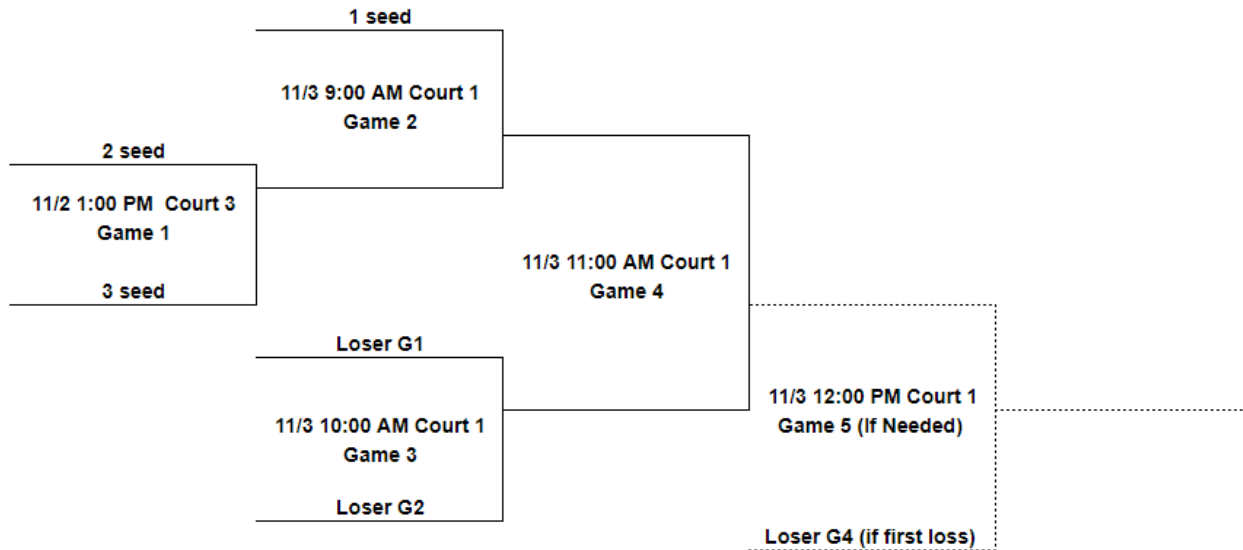 1 seed
11/3 9:00 AM Court 1
Game 2
2 seed
11/2 1:00 PM  Court 3
Game 1
3 seed
11/3 11:00 AM Court 1
Game 4
Loser G1
11/3 10:00 AM Court 1
Game 3
Loser G2
11/3 12:00 PM Court 1
Game 5 (If Needed)
Loser G4 (if first loss)